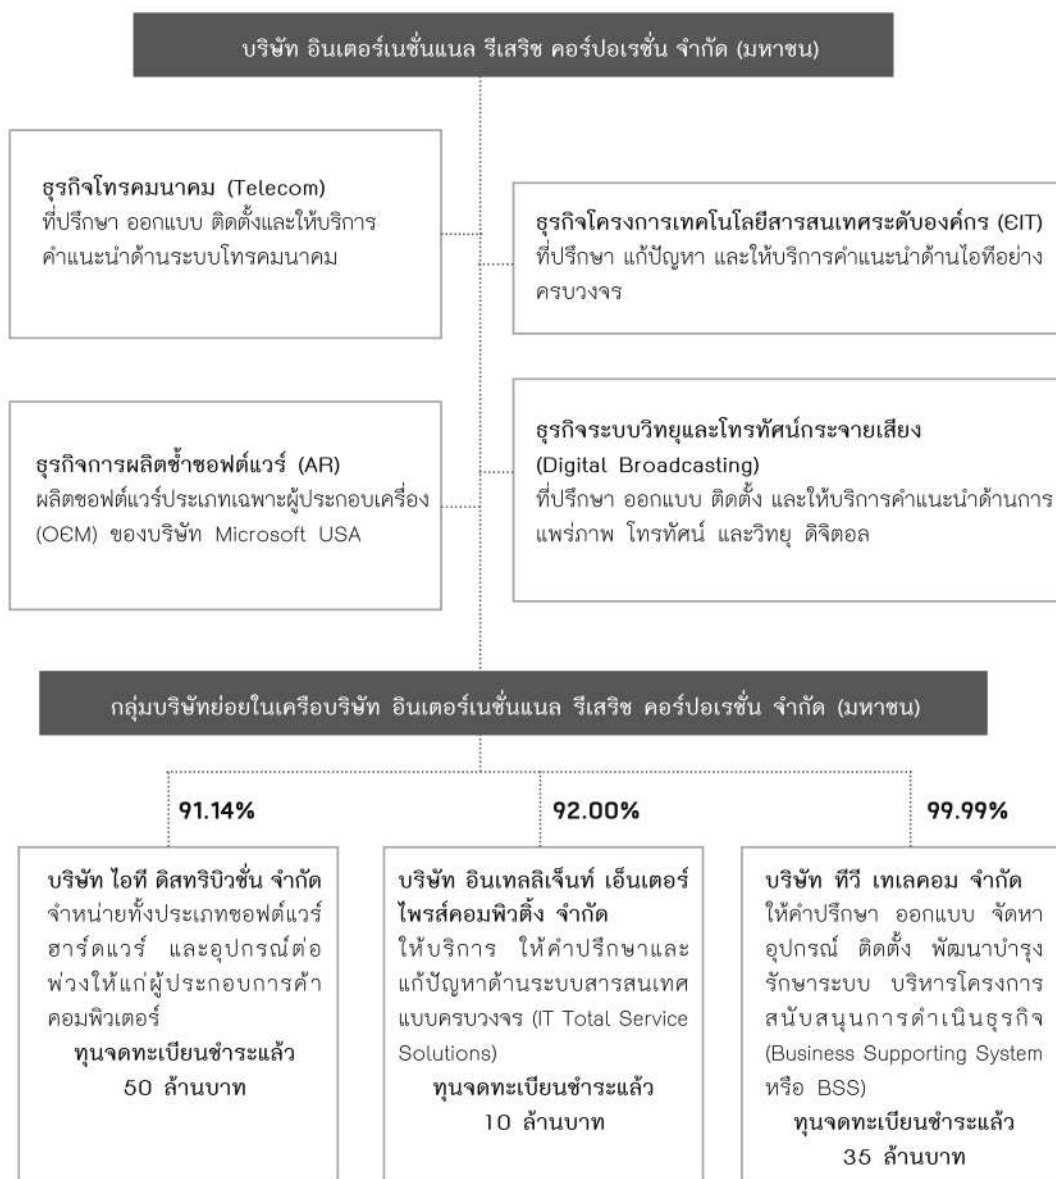 บริษัท อินเตอร์เนชั่นแนล รีเสริช คอร์ปอเรชั่น จำกัด (มหาชน)
ธุรกิจโทรคมนาคม (Telecom)
ที่ปรึกษา ออกแบบ ติดตั้งและให้บริการ
คำแนะนำด้านระบบโทรคมนาคม
ธุรกิจโครงการเทคโนโลยีสารสนเทศระดับองค์กร (EIT)
ที่ปรึกษา แก้ปัญหา และให้บริการคำแนะนำด้านไอทีอย่าง
ครบวงจร
ธุรกิจการผลิตซ้ำซอฟต์แวร์ (AR)
ผลิตซอฟต์แวร์ประเภทเฉพาะผู้ประกอบเครื่อง
(OEM) ของบริษัท Microsoft USA
ธุรกิจระบบวิทยุและโทรทัศน์กระจายเสียง
(Digital Broadcasting)
ที่ปรึกษา ออกแบบ ติดตั้ง และให้บริการคำแนะนำด้านการ
แพร่ภาพ โทรทัศน์ และวิทยุ ดิจิตอล
กลุ่มบริษัทย่อยในเครือบริษัท อินเตอร์เนชั่นแนล รีเสริช คอร์ปอเรชั่น จำกัด (มหาชน)
91.14%
บริษัท ไอที ดิสทริบิวชั่น จำกัด
จำหน่ายทั้งประเภทซอฟต์แวร์
ฮาร์ดแวร์ และอุปกรณ์ต่อ
พ่วงให้แก่ผู้ประกอบการค้า
คอมพิวเตอร์
ทุนจดทะเบียนชำระแล้ว
50 ล้านบาท
92.00%
บริษัท อินเทลลิเจ็นท์ เอ็นเตอร์
ไพรส์คอมพิวติ้ง จำกัด
ให้บริการ ให้คำปรึกษาและ
แก้ปัญหาด้านระบบสารสนเทศ
แบบครบวงจร (IT Total Service
Solutions)
ทุนจดทะเบียนชำระแล้ว
10 ล้านบาท
99.99%
บริษัท ทีวี เทเลคอม จำกัด
ให้คำปรึกษา ออกแบบ จัดหา
อุปกรณ์ ติดตั้ง พัฒนาบำรุง
รักษาระบบ บริหารโครงการ
สนับสนุนการดำเนินธุรกิจ
(Business Supporting System
หรือ BSS)
ทุนจดทะเบียนชำระแล้ว
35 ล้านบาท